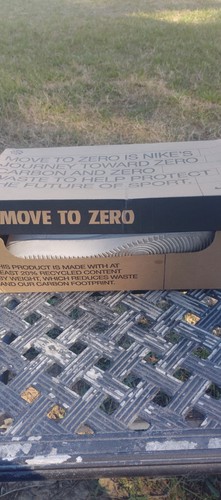 MOVE TO ZERO IS NIKE'S
JOURNEY TOWARD ZERO
CARBON AND ZERO
WASTE TO HELP PROTECT
THE FUTURE OF SPORT.
MOVE TO ZERO
THIS PRODUCT IS MADE WITH AT
LEAST 20% RECYCLED CONTENT
BY WEIGHT, WHICH REDUCES WASTE
AND OUR CARBON FOOTPRINT.